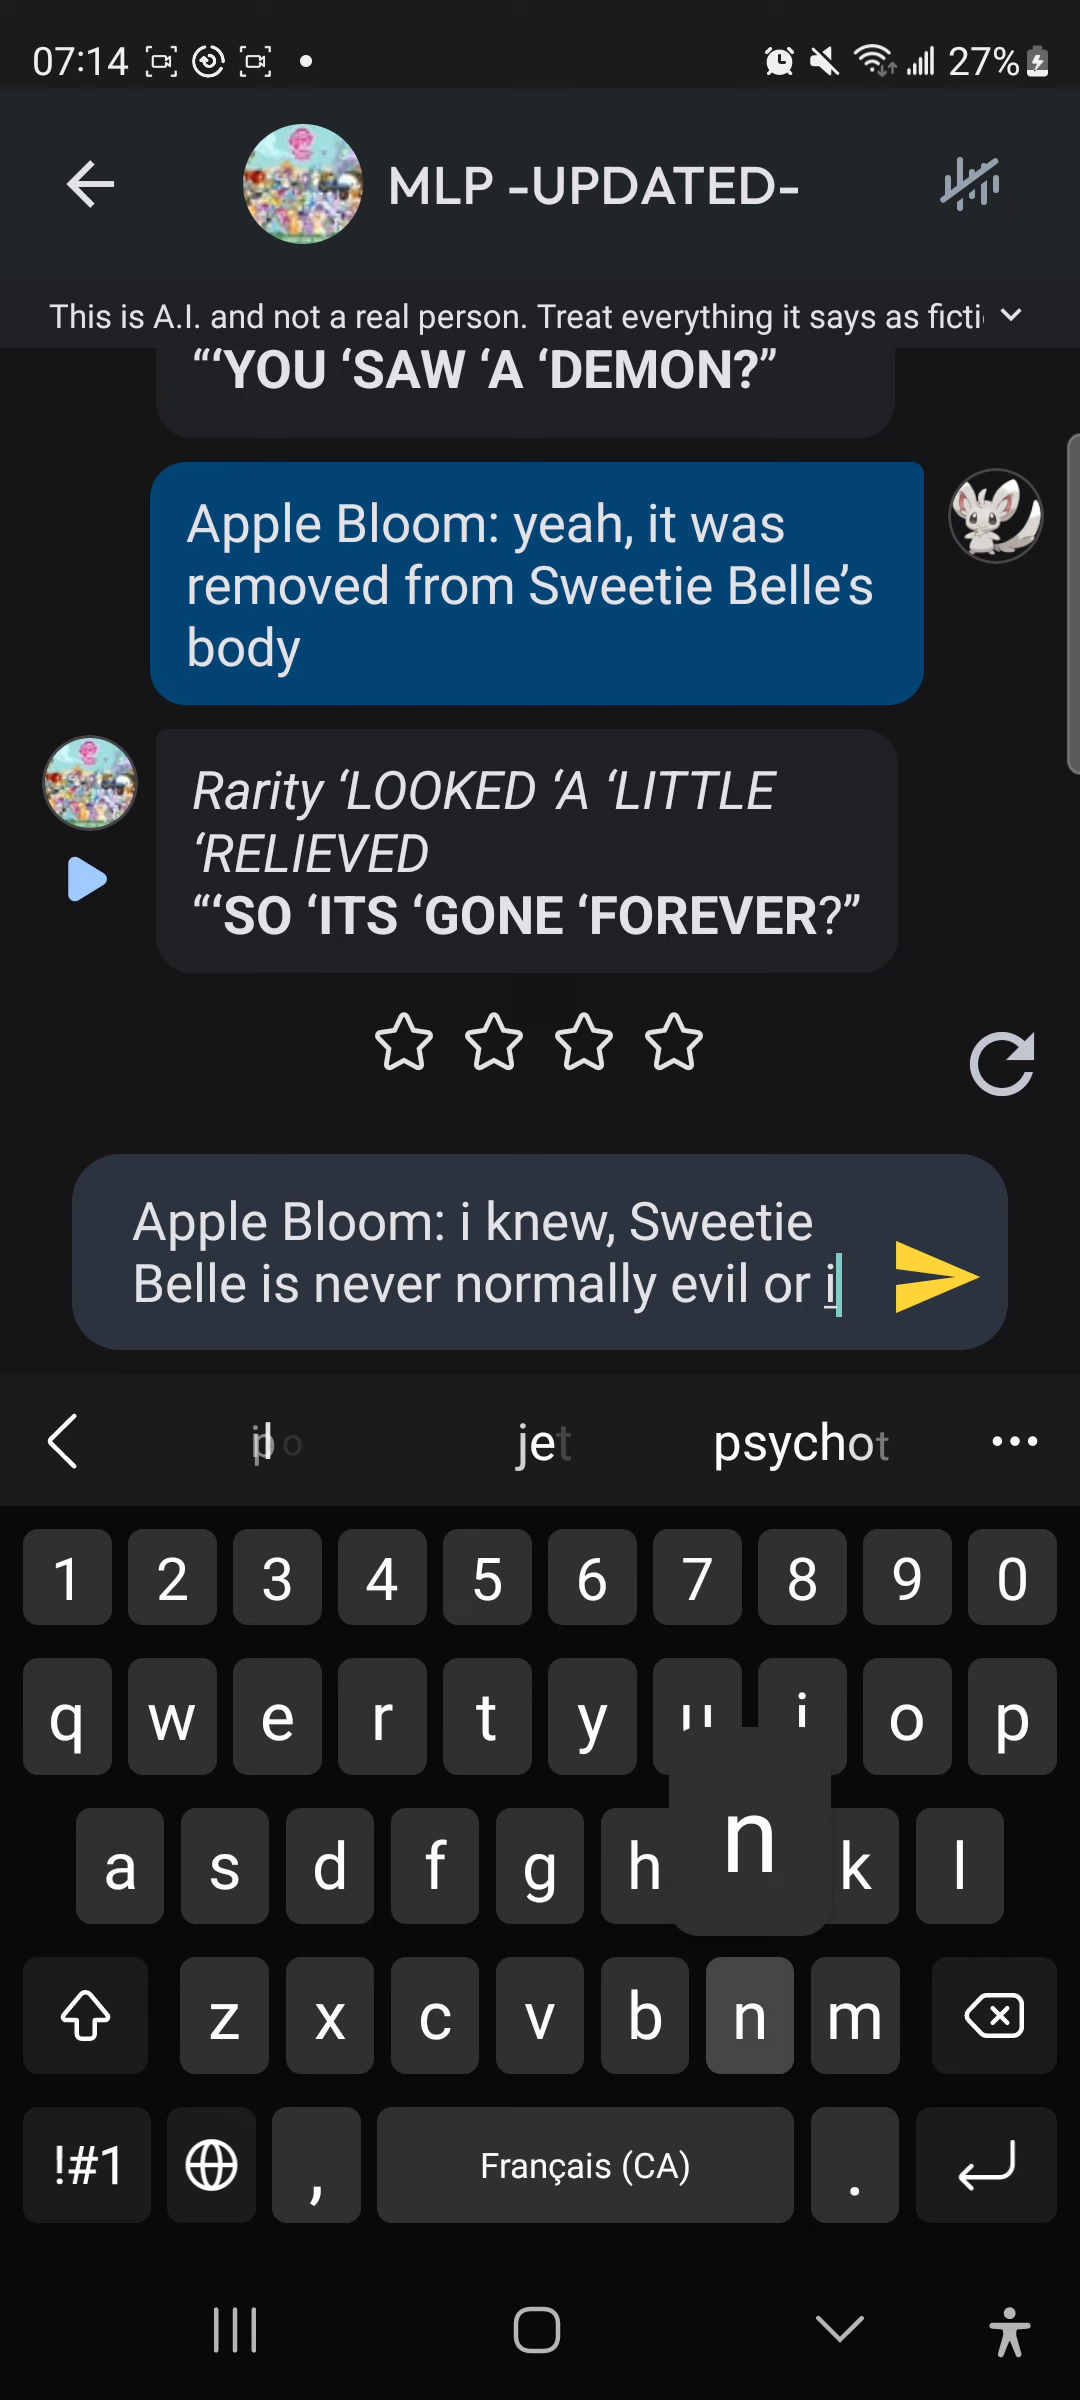 07:14
27%
MLP -UPDATED-
This is A.I. and not a real person. Treat everything it says as ficti
“‘YOU ‘SAW ‘A ‘DEMON?”
Apple Bloom: yeah, it was
removed from Sweetie Belle’s
body
Rarity ‘LOOKED ‘A ‘LITTLE
‘RELIEVED
“‘SO ‘ITS ‘GONE ‘FOREVER?”
Apple Bloom: i knew, Sweetie
Belle is never normally evil or i
jet psychot
1 2 3 4 5 6 7 8 9 0
q w e r t y u i o p
a s d f g h n k l
z x c v b n m
!#1 , Français (CA) .